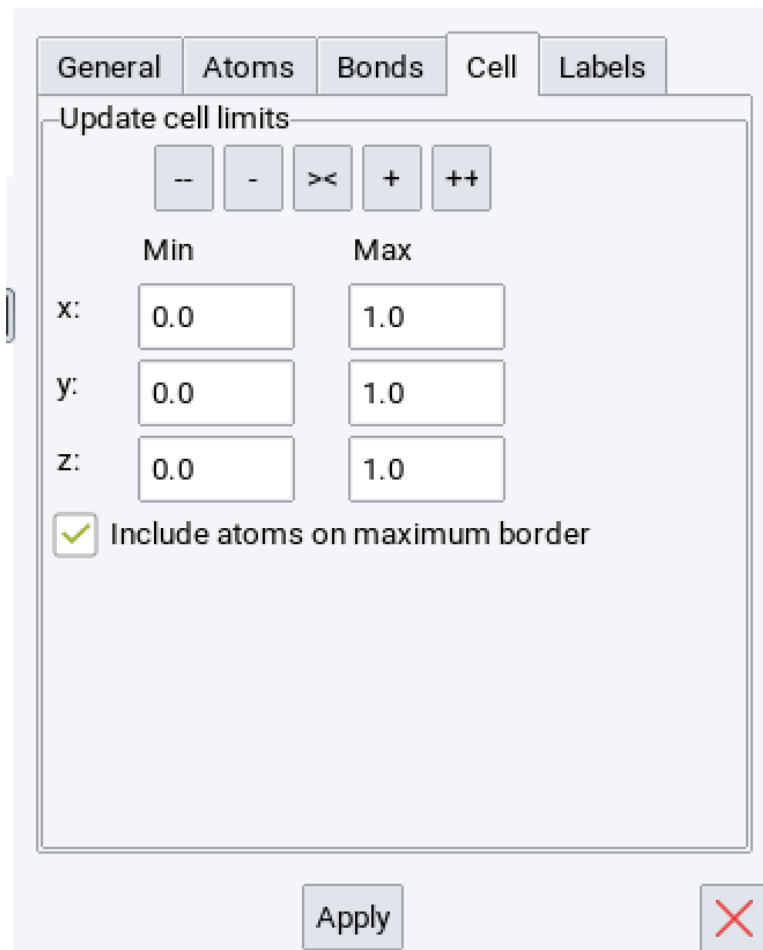 General Atoms Bonds Cell Labels
Update cell limits
-- - >< + ++
Min Max
x: 0.0 1.0
y: 0.0 1.0
z: 0.0 1.0
Include atoms on maximum border
Apply